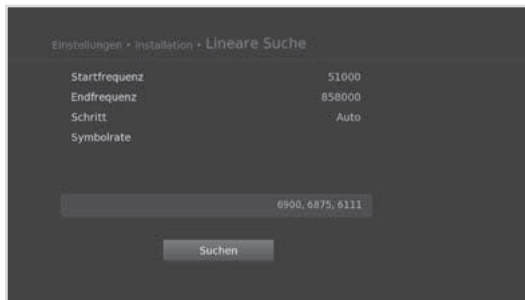 Einstellungen • Installation • Lineare Suche
Startfrequenz 51000
Endfrequenz 858000
Schritt Auto
Symbolrate
6900, 6875, 6111
Suchen